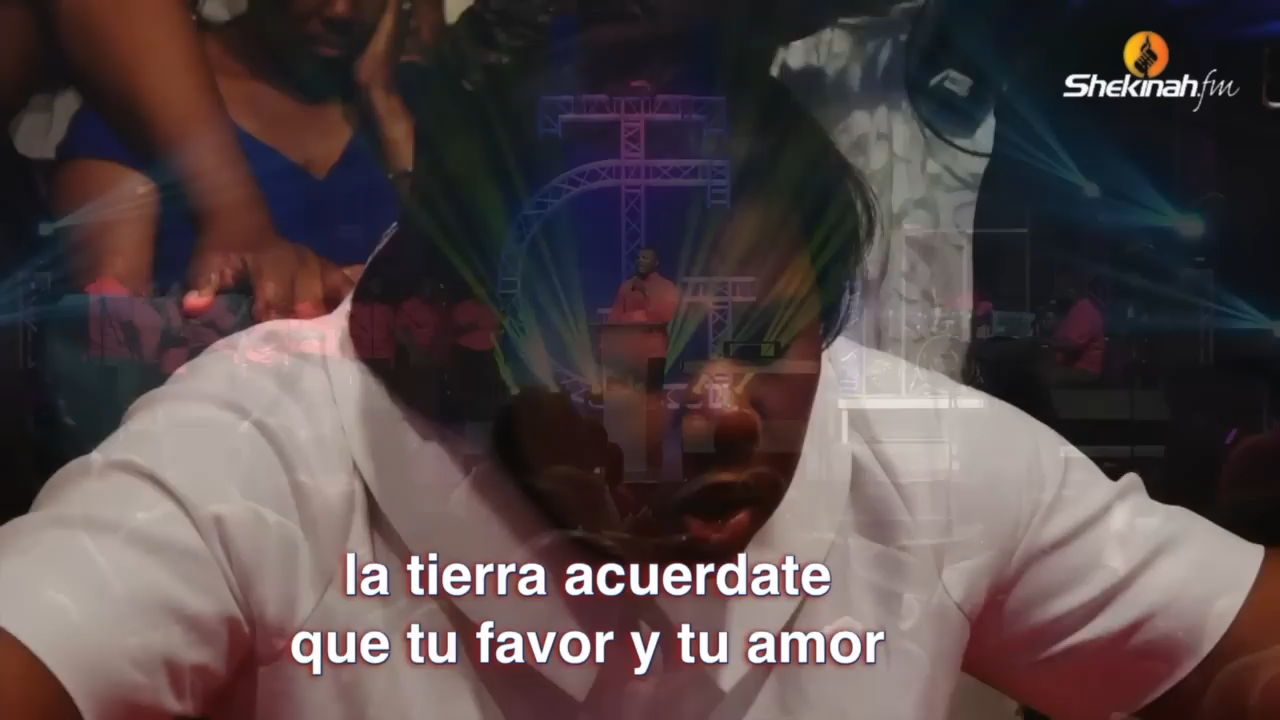 Shekinah.fm
la tierra acuerdate
que tu favor y tu amor